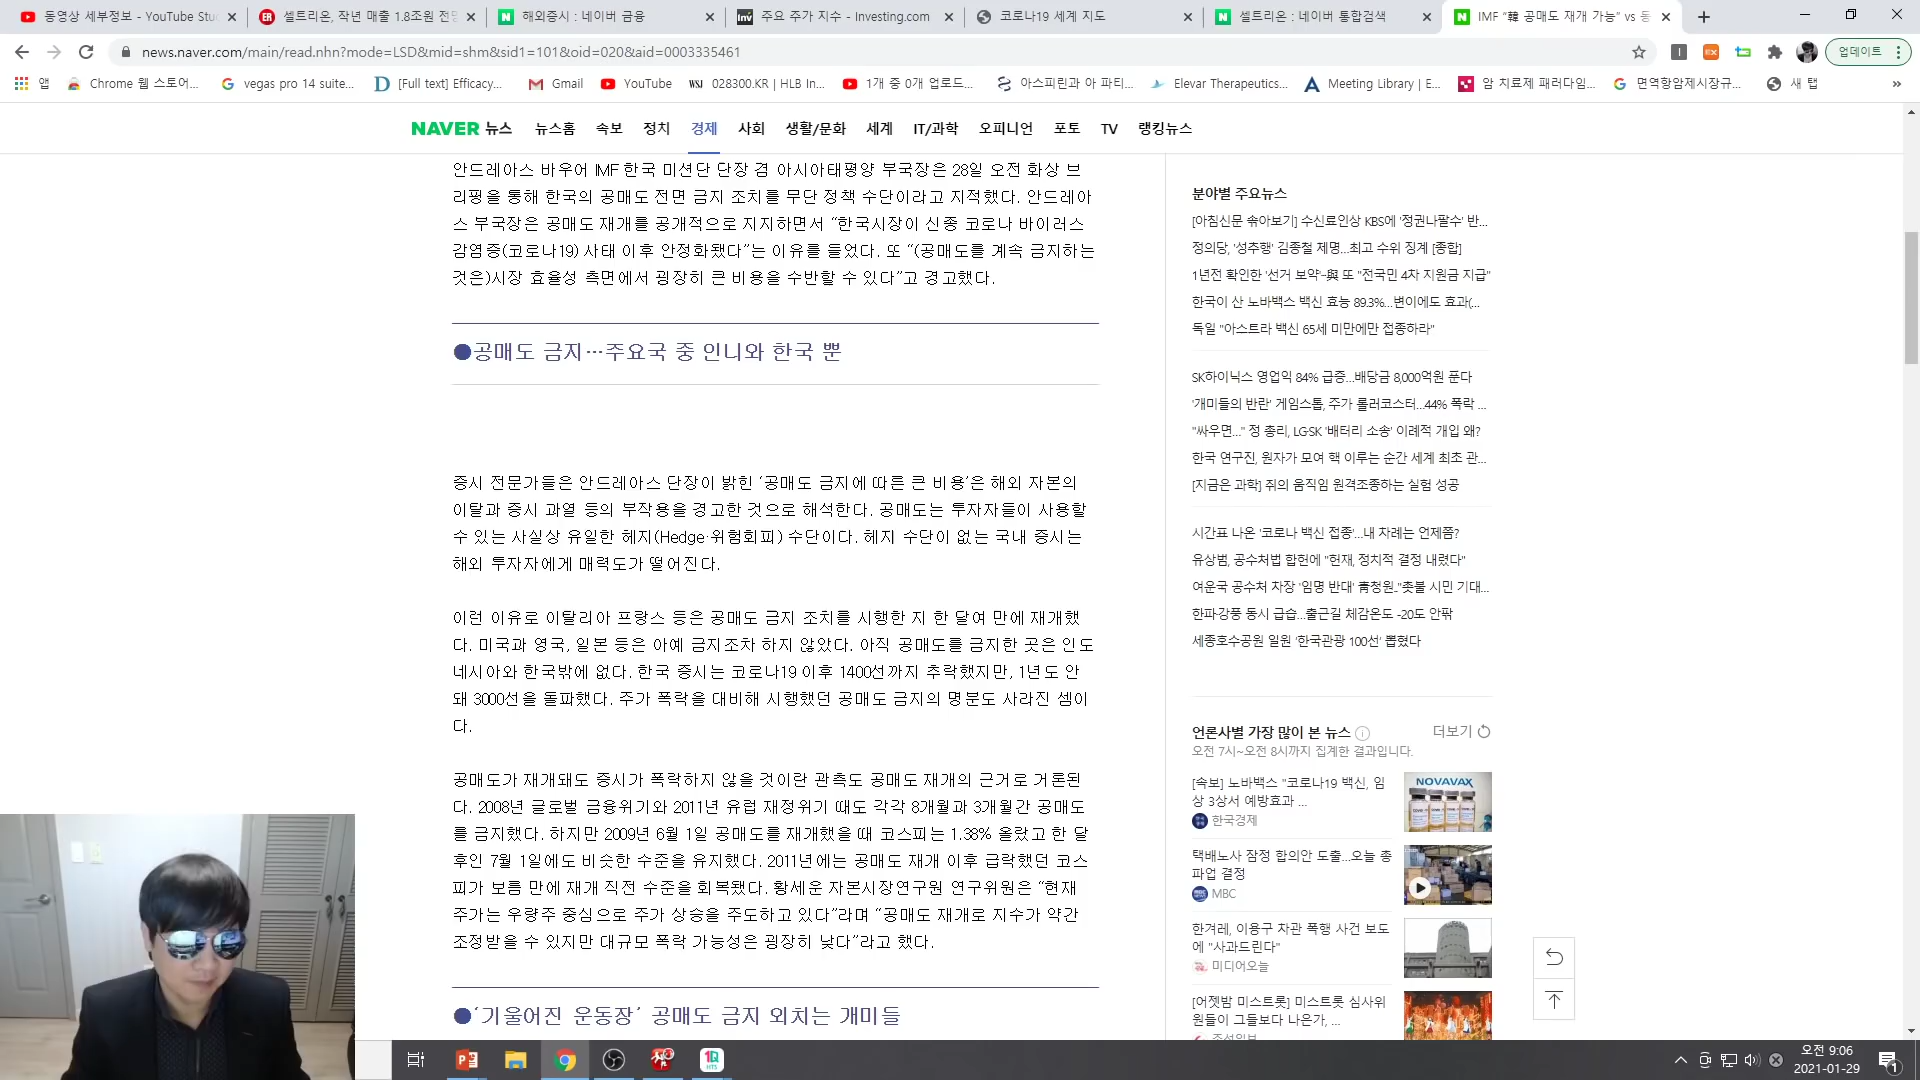 동영상 세부정보 - YouTube Stu
셀트리온, 작년 매출 1.8조원 전망
해외증시 : 네이버 금융
주요 주가 지수 - Investing.com
코로나19 세계 지도
셀트리온 : 네이버 통합검색
IMF “韓 공매도 재개 가능” vs 동
news.naver.com/main/read.nhn?mode=LSD&mid=shm&sid1=101&oid=020&aid=0003335461
업데이트
앱
Chrome 웹 스토어...
vegas pro 14 suite...
[Full text] Efficacy...
Gmail
YouTube
028300.KR | HLB In...
1개 중 0개 업로드...
아스피린과 아 파티...
Elevar Therapeutics...
Meeting Library | E...
암 치료제 패러다임...
면역항암제시장규...
새 탭
NAVER 뉴스 뉴스홈 속보 정치 경제 사회 생활/문화 세계 IT/과학 오피니언 포토 TV 랭킹뉴스
안드레아스 바우어 IMF 한국 미션단 단장 겸 아시아태평양 부국장은 28일 오전 화상 브
리핑을 통해 한국의 공매도 전면 금지 조치를 무단 정책 수단이라고 지적했다. 안드레아
스 부국장은 공매도 재개를 공개적으로 지지하면서 “한국시장이 신종 코로나 바이러스
감염증(코로나19) 사태 이후 안정화됐다”는 이유를 들었다. 또 “(공매도를 계속 금지하는
것은)시장 효율성 측면에서 굉장히 큰 비용을 수반할 수 있다”고 경고했다.
●공매도 금지…주요국 중 인니와 한국 뿐
증시 전문가들은 안드레아스 단장이 밝힌 ‘공매도 금지에 따른 큰 비용’은 해외 자본의
이탈과 증시 과열 등의 부작용을 경고한 것으로 해석한다. 공매도는 투자자들이 사용할
수 있는 사실상 유일한 헤지(Hedge·위험회피) 수단이다. 헤지 수단이 없는 국내 증시는
해외 투자자에게 매력도가 떨어진다.
이런 이유로 이탈리아 프랑스 등은 공매도 금지 조치를 시행한 지 한 달여 만에 재개했
다. 미국과 영국, 일본 등은 아예 금지조차 하지 않았다. 아직 공매도를 금지한 곳은 인도
네시아와 한국밖에 없다. 한국 증시는 코로나19 이후 1400선까지 추락했지만, 1년도 안
돼 3000선을 돌파했다. 주가 폭락을 대비해 시행했던 공매도 금지의 명분도 사라진 셈이
다.
공매도가 재개돼도 증시가 폭락하지 않을 것이란 관측도 공매도 재개의 근거로 거론된
다. 2008년 글로벌 금융위기와 2011년 유럽 재정위기 때도 각각 8개월과 3개월간 공매도
를 금지했다. 하지만 2009년 6월 1일 공매도를 재개했을 때 코스피는 1.38% 올랐고 한 달
후인 7월 1일에도 비슷한 수준을 유지했다. 2011년에는 공매도 재개 이후 급락했던 코스
피가 보름 만에 재개 직전 수준을 회복됐다. 황세운 자본시장연구원 연구위원은 “현재
주가는 우량주 중심으로 주가 상승을 주도하고 있다”라며 “공매도 재개로 지수가 약간
조정받을 수 있지만 대규모 폭락 가능성은 굉장히 낮다”라고 했다.
●‘기울어진 운동장’ 공매도 금지 외치는 개미들
분야별 주요뉴스
[아침신문 솎아보기] 수신료인상 KBS에 '정권나팔수' 반...
정의당, '성추행' 김종철 제명...최고 수위 징계 [종합]
1년전 확인한 '선거 보약'–與 또 "전국민 4차 지원금 지급"
한국이 산 노바백스 백신 효능 89.3%...변이에도 효과(...
독일 "아스트라 백신 65세 미만에만 접종하라"
SK하이닉스 영업익 84% 급증...배당금 8,000억원 푼다
'개미들의 반란' 게임스톱, 주가 롤러코스터...44% 폭락 ...
"싸우면..." 정 총리, LG-SK '배터리 소송' 이례적 개입 왜?
한국 연구진, 원자가 모여 핵 이루는 순간 세계 최초 관...
[지금은 과학] 쥐의 움직임 원격조종하는 실험 성공
시간표 나온 '코로나 백신 접종'...내 차례는 언제쯤?
유상범, 공수처법 합헌에 "헌재, 정치적 결정 내렸다"
여운국 공수처 차장 '임명 반대' 靑청원.."촛불 시민 기대...
한파·강풍 동시 급습...출근길 체감온도 -20도 안팎
세종호수공원 일원 '한국관광 100선' 뽑혔다
언론사별 가장 많이 본 뉴스 더보기
오전 7시~오전 8시까지 집계한 결과입니다.
[속보] 노바백스 "코로나19 백신, 임
상 3상서 예방효과 ...
한국경제
NOVAVAX
택배노사 잠정 합의안 도출...오늘 총
파업 결정
MBC
한겨레, 이용구 차관 폭행 사건 보도
에 "사과드린다"
미디어오늘
[어젯밤 미스트롯] 미스트롯 심사위
원들이 그들보다 나은가, ...
조선일보
오전 9:06
2021-01-29